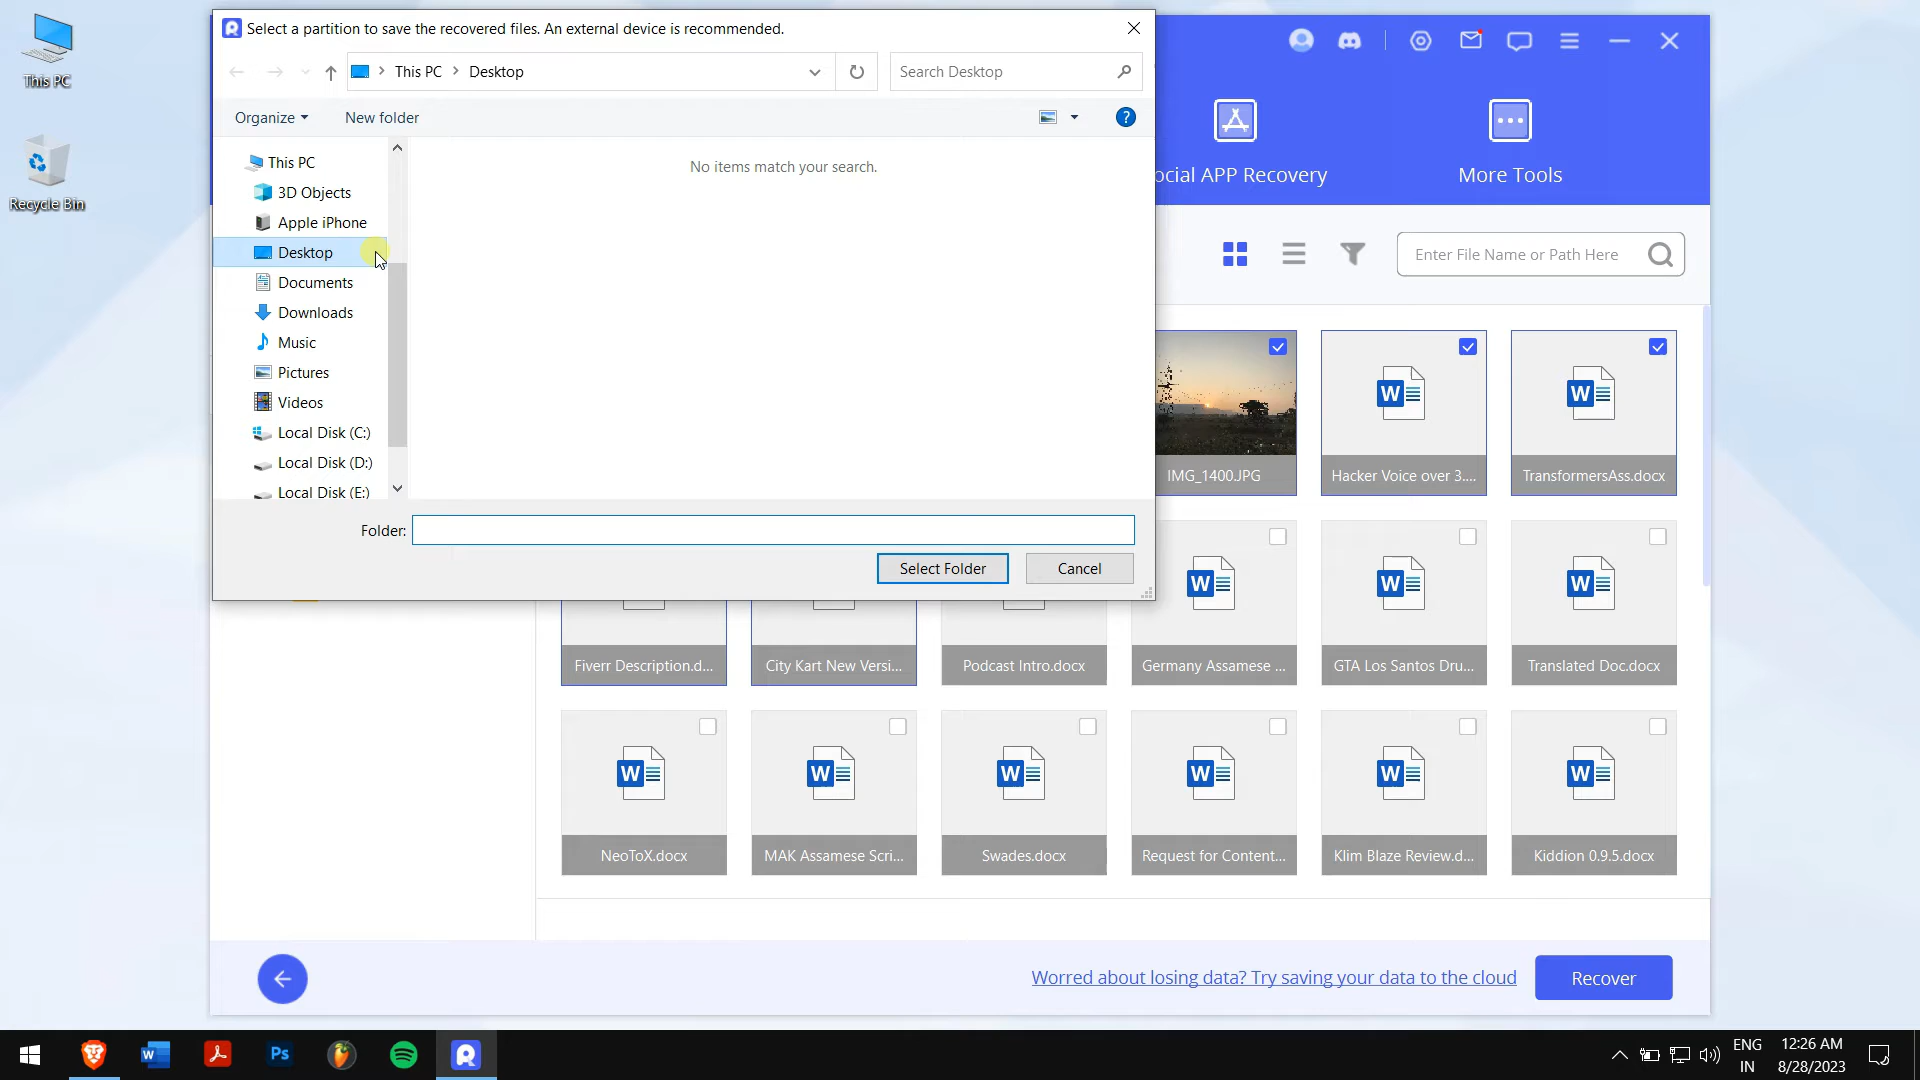 This PC
Recycle Bin
Select a partition to save the recovered files. An external device is recommended.
This PC > Desktop
Search Desktop
Organize
New folder
?
This PC
3D Objects
Apple iPhone
Desktop
Documents
Downloads
Music
Pictures
Videos
Local Disk (C:)
Local Disk (D:)
Local Disk (E:)
No items match your search.
Folder:
Select Folder
Cancel
ocial APP Recovery
More Tools
Enter File Name or Path Here
IMG_1400.JPG
Hacker Voice over 3....
TransformersAss.docx
Fiverr Description.d...
City Kart New Versi...
Podcast Intro.docx
Germany Assamese ...
GTA Los Santos Dru...
Translated Doc.docx
NeoToX.docx
MAK Assamese Scri...
Swades.docx
Request for Content...
Klim Blaze Review.d...
Kiddion 0.9.5.docx
Worred about losing data? Try saving your data to the cloud
Recover
ENG
IN
12:26 AM
8/28/2023